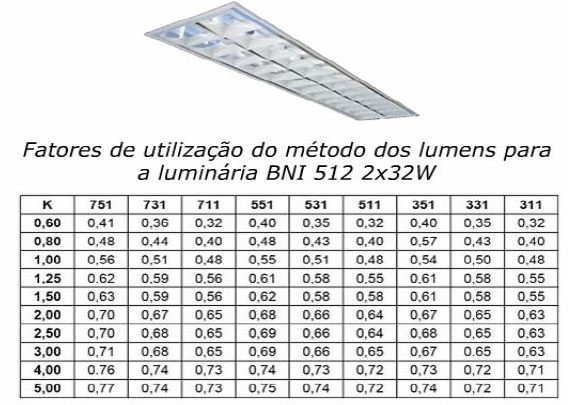 Fatores de utilização do método dos lumens para
a luminária BNI 512 2x32W
K 751 731 711 551 531 511 351 331 311
0,60 0,41 0,36 0,32 0,40 0,35 0,32 0,40 0,35 0,32
0,80 0,48 0,44 0,40 0,48 0,43 0,40 0,57 0,43 0,40
1,00 0,56 0,51 0,48 0,55 0,51 0,48 0,54 0,50 0,48
1,25 0.62 0,59 0,56 0,61 0,58 0,55 0,61 0,58 0,55
1,50 0,63 0,59 0,56 0,62 0,58 0,58 0,61 0,58 0,55
2,00 0,70 0,67 0,65 0,68 0,66 0,64 0,67 0,65 0,63
2,50 0,70 0,68 0,65 0,69 0,66 0,64 0,68 0,65 0,63
3,00 0,71 0,68 0,65 0,69 0,66 0,65 0,67 0.65 0,63
4,00 0.76 0,74 0,73 0,74 0,73 0,72 0,73 0,72 0,71
5,00 0,77 0,74 0,73 0,75 0,74 0,72 0,74 0,72 0,71